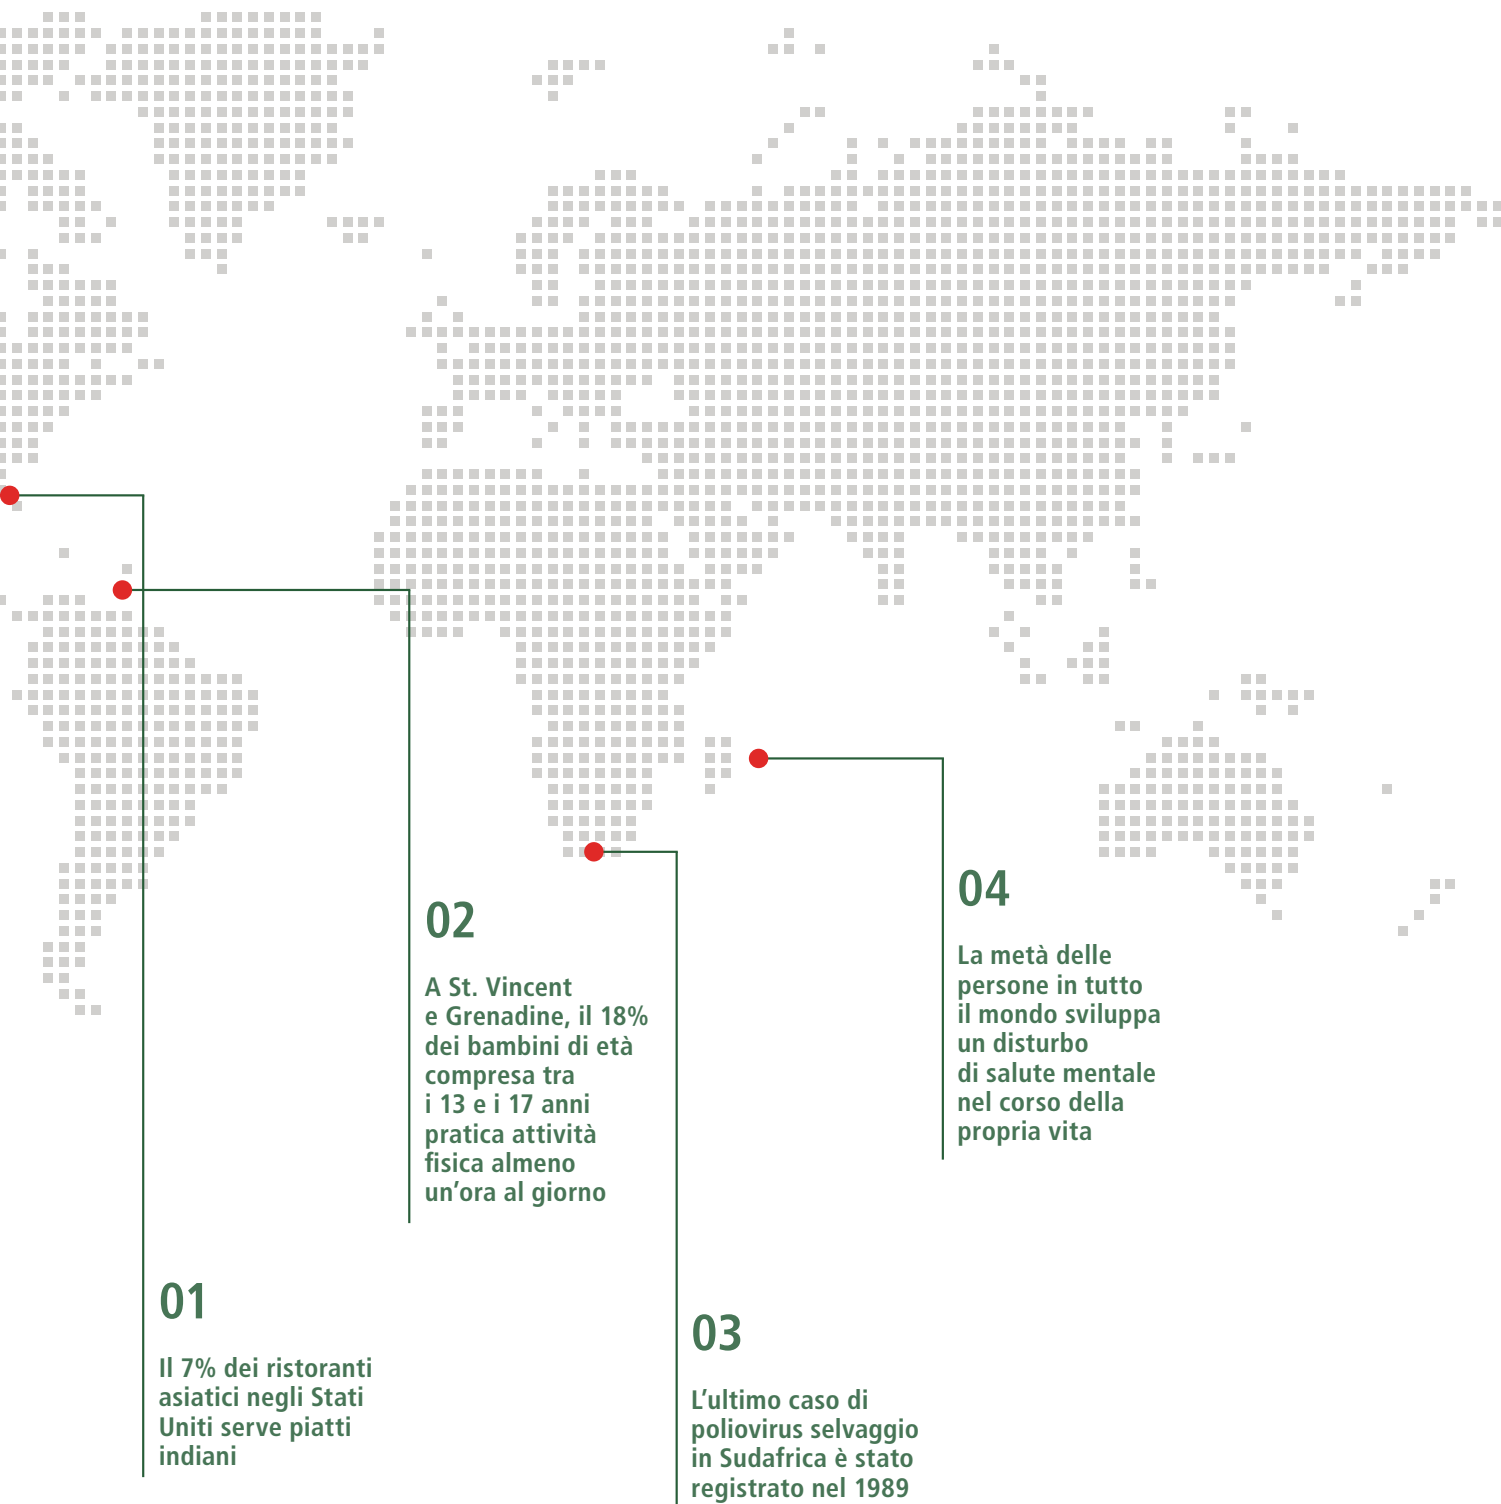 01
Il 7% dei ristoranti
asiatici negli Stati
Uniti serve piatti
indiani
02
A St. Vincent
e Grenadine, il 18%
dei bambini di età
compresa tra
i 13 e i 17 anni
pratica attività
fisica almeno
un’ora al giorno
03
L’ultimo caso di
poliovirus selvaggio
in Sudafrica è stato
registrato nel 1989
04
La metà delle
persone in tutto
il mondo sviluppa
un disturbo
di salute mentale
nel corso della
propria vita